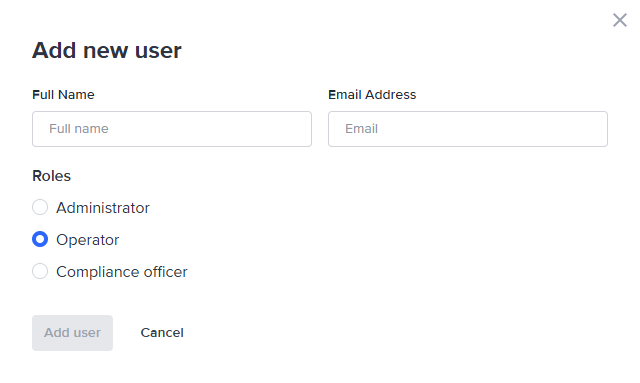 Add new user
Full Name
Email Address
Full name
Email
Roles
Administrator
Operator
Compliance officer
Add user
Cancel